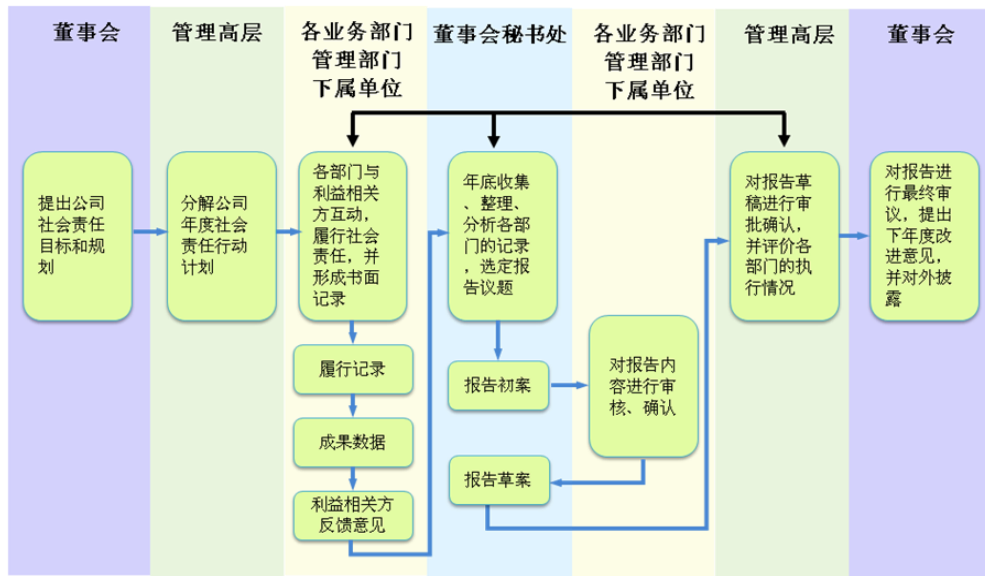 董事会
管理高层
各业务部门
管理部门
下属单位
董事会秘书处
各业务部门
管理部门
下属单位
管理高层
董事会
提出公司
社会责任
目标和规
划
分解公司
年度社会
责任行动
计划
各部门与
利益相关
方互动，
履行社会
责任，并
形成书面
记录
履行记录
成果数据
利益相关方
反馈意见
年底收集
、整理、
分析各部
门的记录
，选定报
告议题
报告初案
报告草案
对报告内
容进行审
核、确认
对报告草
稿进行审
批确认，
并评价各
部门的执
行情况
对报告进
行最终审
议，提出
下年度改
进意见，
并对外披
露